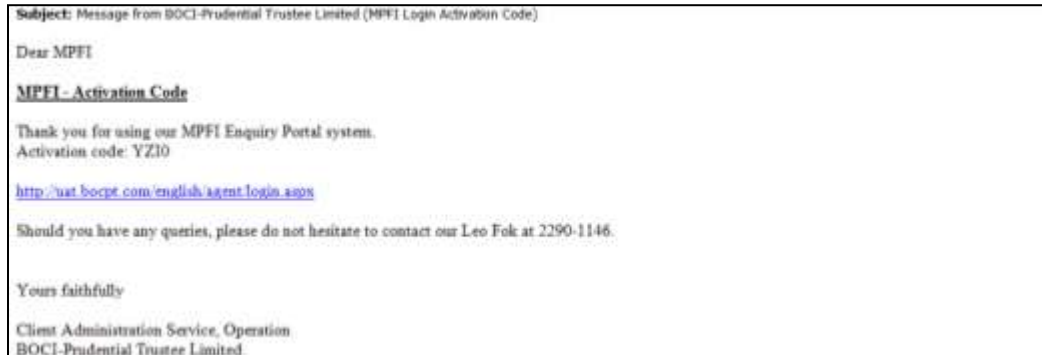 Subject: Message from BOCI-Prudential Trustee Limited (MPFI Login Activation Code)
Dear MPFI
MPFI - Activation Code
Thank you for using our MPFI Enquiry Portal system.
Activation code: YZI0
http://uat.bocpt.com/english/agent/login.aspx
Should you have any queries, please do not hesitate to contact our Leo Fok at 2290-1146.
Yours faithfully
Client Administration Service, Operation
BOCI-Prudential Trustee Limited